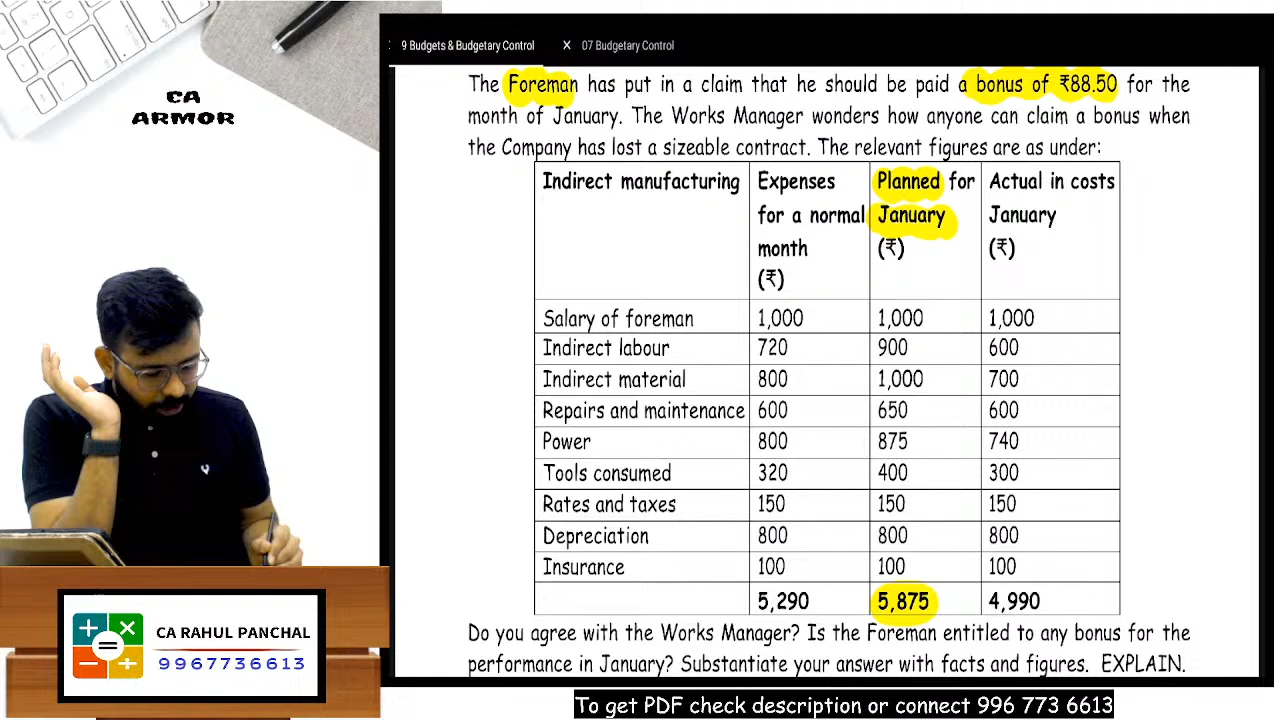 CA
ARMOR
9 Budgets & Budgetary Control
X 07 Budgetary Control
The Foreman has put in a claim that he should be paid a bonus of ₹88.50 for the
month of January. The Works Manager wonders how anyone can claim a bonus when
the Company has lost a sizeable contract. The relevant figures are as under:
Indirect manufacturing Expenses for a normal month (₹) Planned for January (₹) Actual in costs January (₹)
Salary of foreman 1,000 1,000 1,000
Indirect labour 720 900 600
Indirect material 800 1,000 700
Repairs and maintenance 600 650 600
Power 800 875 740
Tools consumed 320 400 300
Rates and taxes 150 150 150
Depreciation 800 800 800
Insurance 100 100 100
5,290 5,875 4,990
Do you agree with the Works Manager? Is the Foreman entitled to any bonus for the
performance in January? Substantiate your answer with facts and figures. EXPLAIN.
CA RAHUL PANCHAL
9967736613
To get PDF check description or connect 996 773 6613